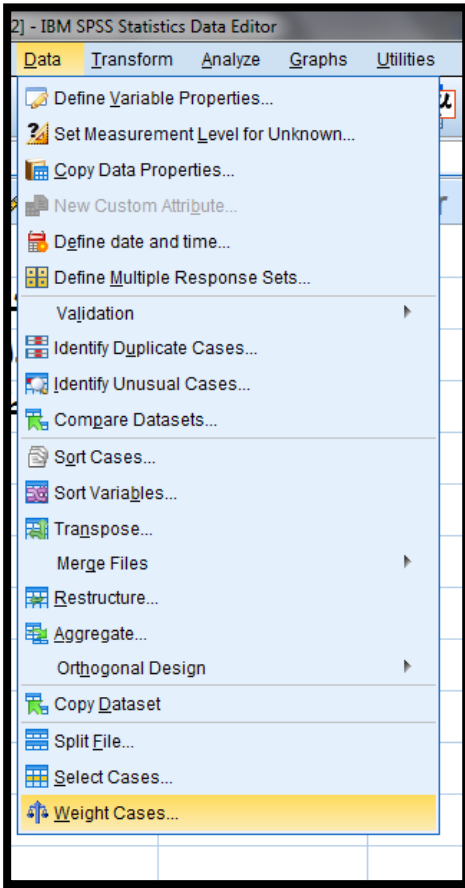 2] - IBM SPSS Statistics Data Editor
Data Transform Analyze Graphs Utilities
Define Variable Properties...
Set Measurement Level for Unknown...
Copy Data Properties...
New Custom Attribute...
Define date and time...
Define Multiple Response Sets...
Validation
Identify Duplicate Cases...
Identify Unusual Cases...
Compare Datasets...
Sort Cases...
Sort Variables...
Transpose...
Merge Files
Restructure...
Aggregate...
Orthogonal Design
Copy Dataset
Split File...
Select Cases...
Weight Cases...